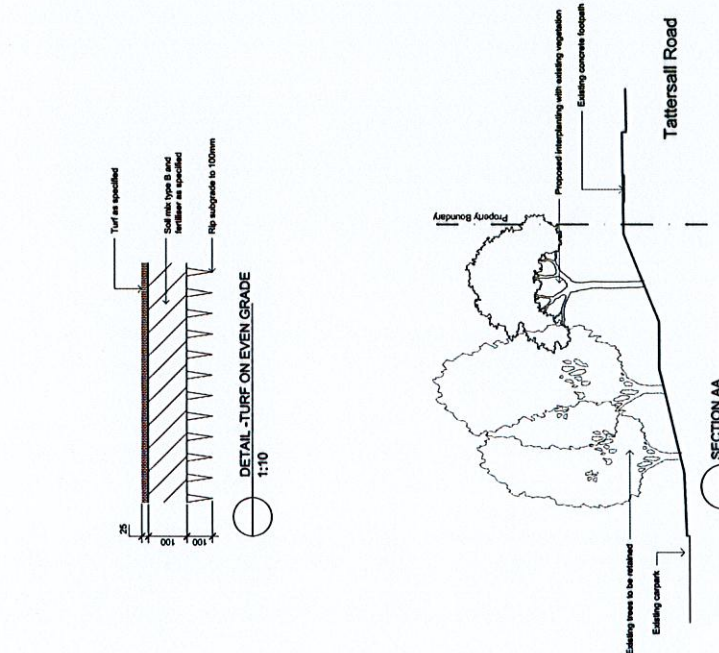 Turf as specified
Soil mix type B and
fertiliser as specified
Rip subgrade to 100mm
25
100
100
DETAIL -TURF ON EVEN GRADE
1:10
Proposed interplanting with existing vegetation
Existing concrete footpath
Property Boundary
Tattersall Road
Existing trees to be retained
Existing carpark
SECTION AA